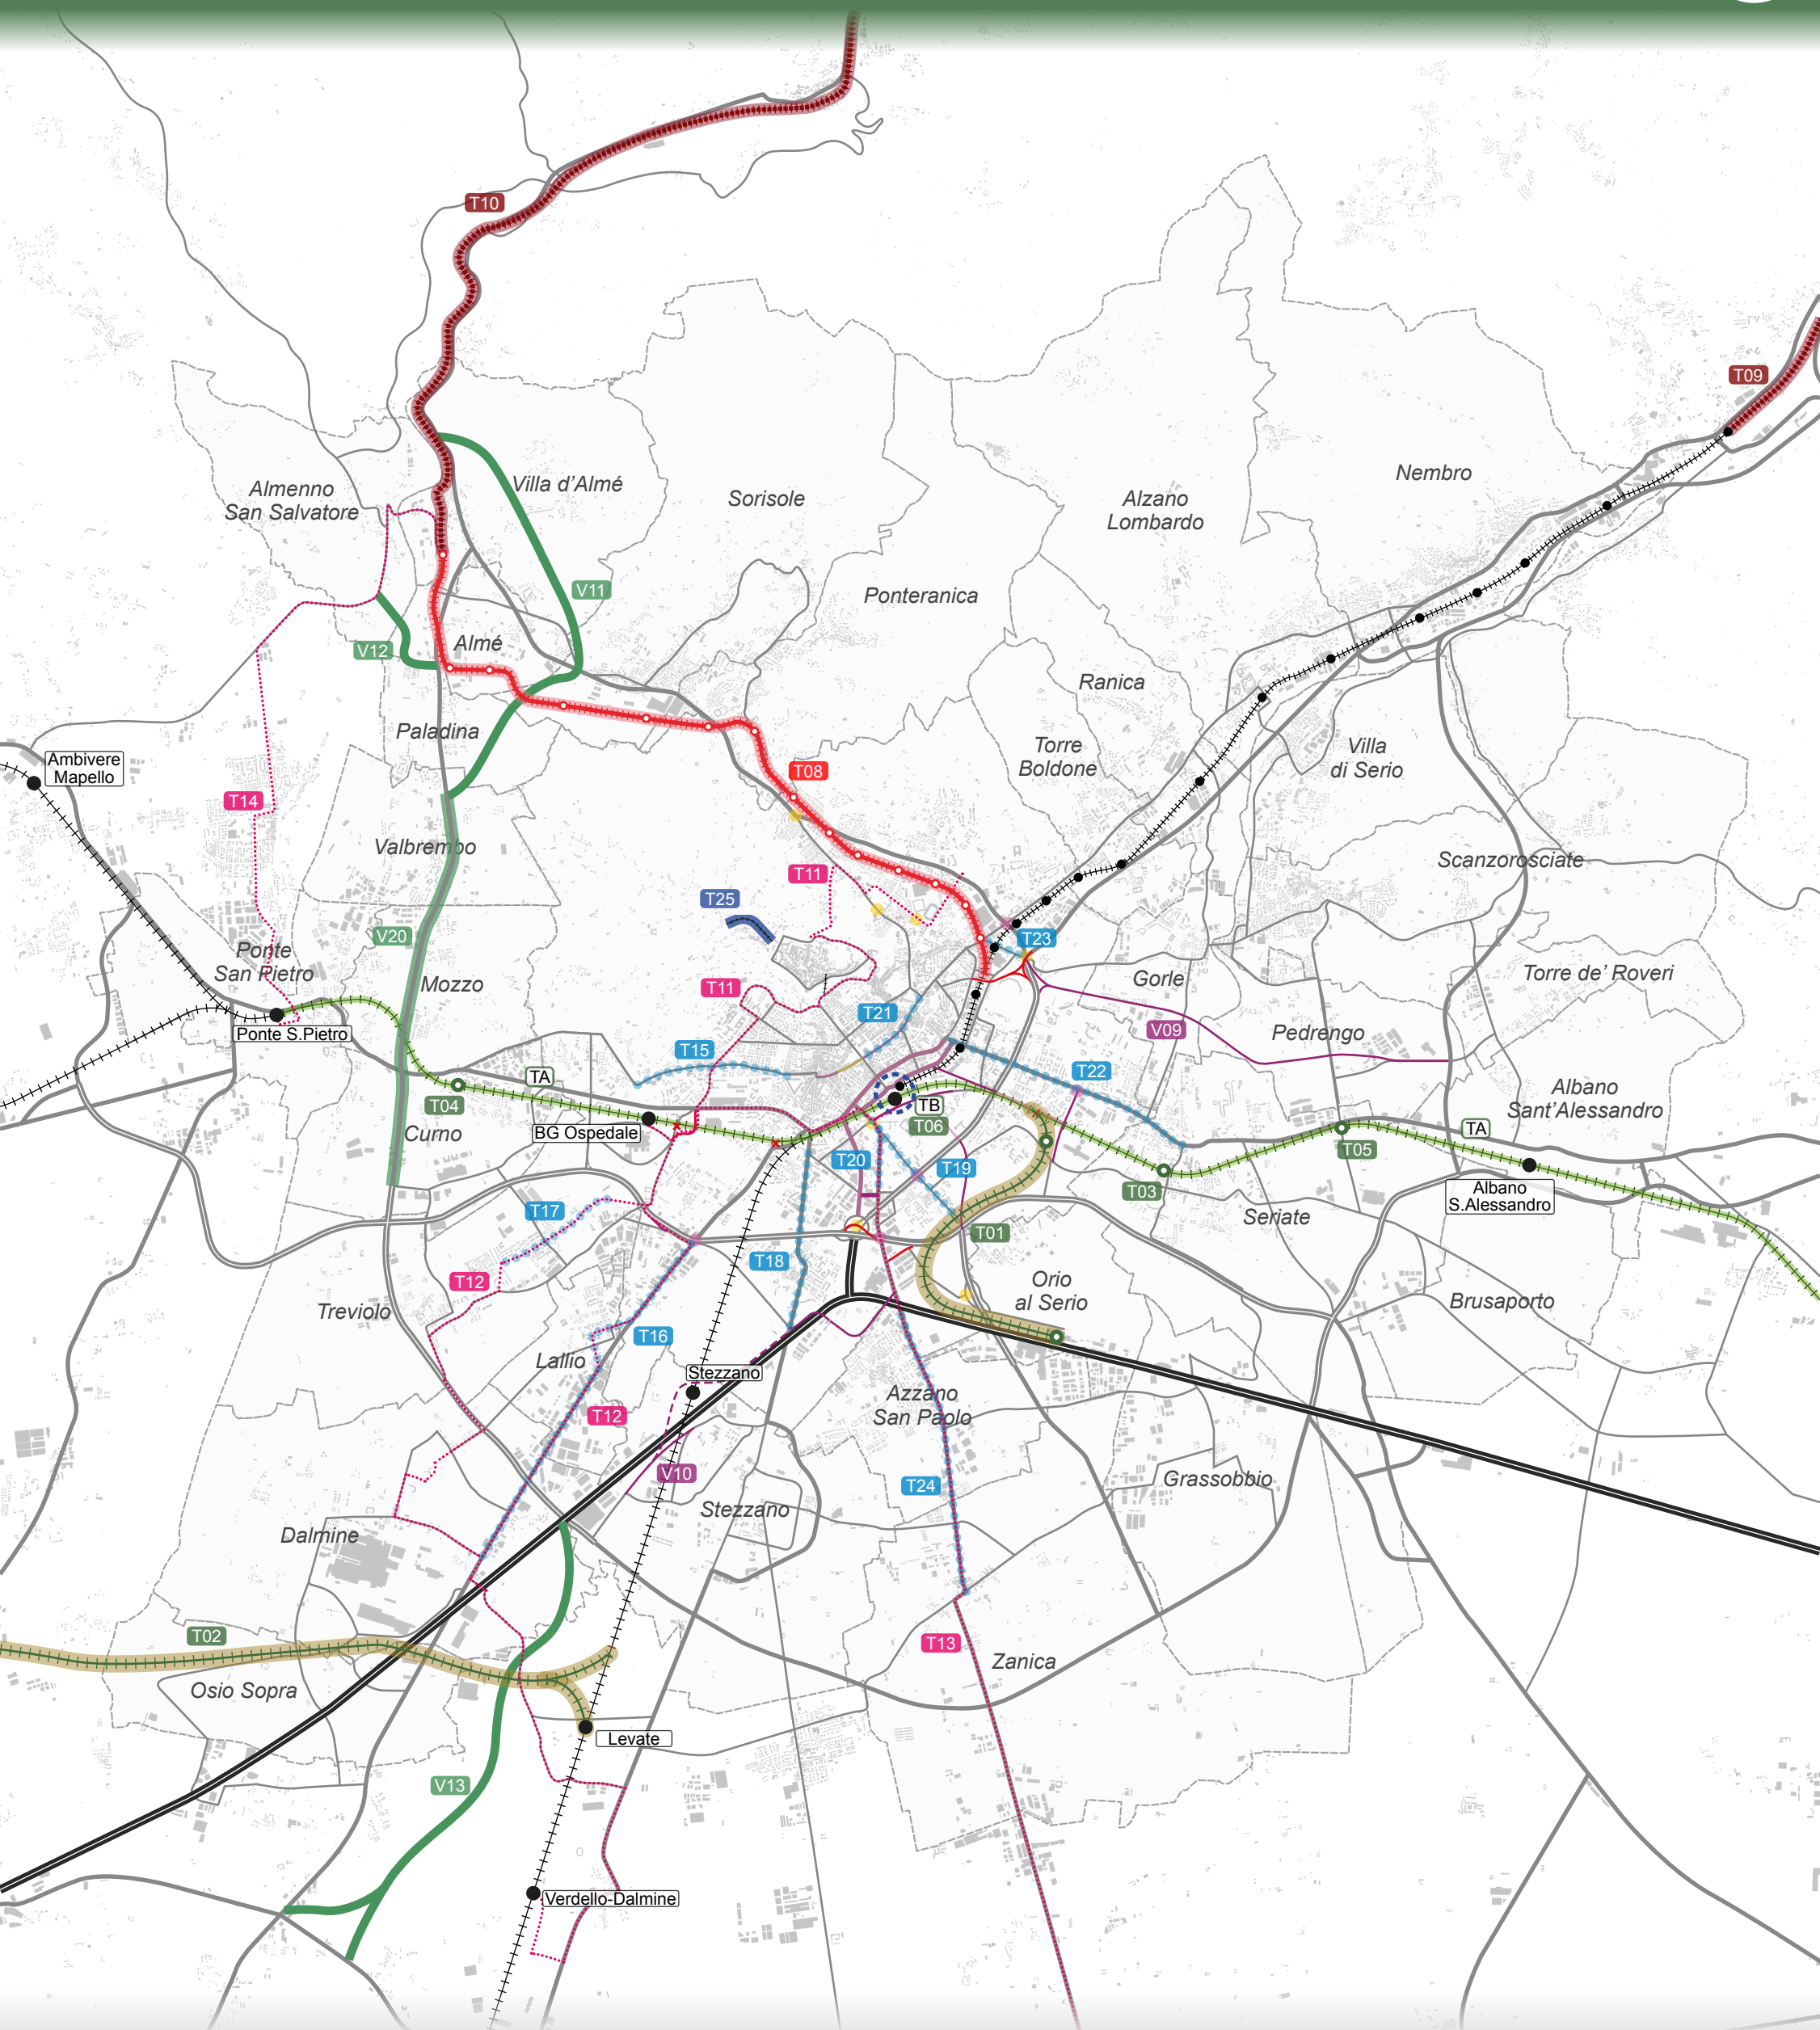 T10
T09
Nembro
Almenno
San Salvatore
Villa d’Almé
Sorisole
Alzano
Lombardo
V11
Ponteranica
V12
Almé
Ranica
Paladina
Torre
Boldone
Villa
di Serio
Ambivere
Mapello
T08
T14
Valbrembo
Scanzorosciate
T11
T25
V20
T23
Ponte
San Pietro
Mozzo
T11
Gorle
Torre de’ Roveri
T21
V09
Pedrengo
Ponte S.Pietro
T15
TA
T22
Albano
Sant’Alessandro
T04
TB
T06
Curno
BG Ospedale
TA
T05
T20
T19
T03
Albano
S.Alessandro
T17
Seriate
T01
T18
T12
Orio
al Serio
Treviolo
Brusaporto
T16
Lallio
Stezzano
Azzano
San Paolo
T12
V10
T24
Grassobbio
Stezzano
Dalmine
T02
T13
Zanica
Osio Sopra
Levate
V13
Verdello-Dalmine